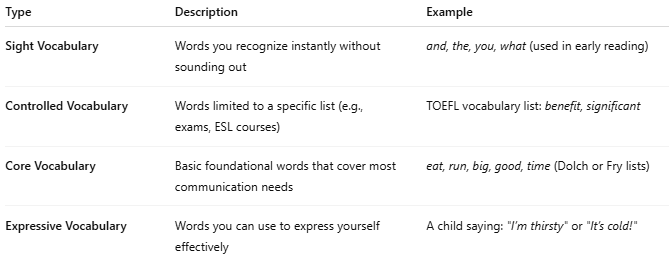 Type Description Example
Sight Vocabulary Words you recognize instantly without and, the, you, what (used in early reading)
sounding out
Controlled Vocabulary Words limited to a specific list (e.g., TOEFL vocabulary list: benefit, significant
exams, ESL courses)
Core Vocabulary Basic foundational words that cover most eat, run, big, good, time (Dolch or Fry lists)
communication needs
Expressive Vocabulary Words you can use to express yourself A child saying: "I'm thirsty" or "It's cold!"
effectively